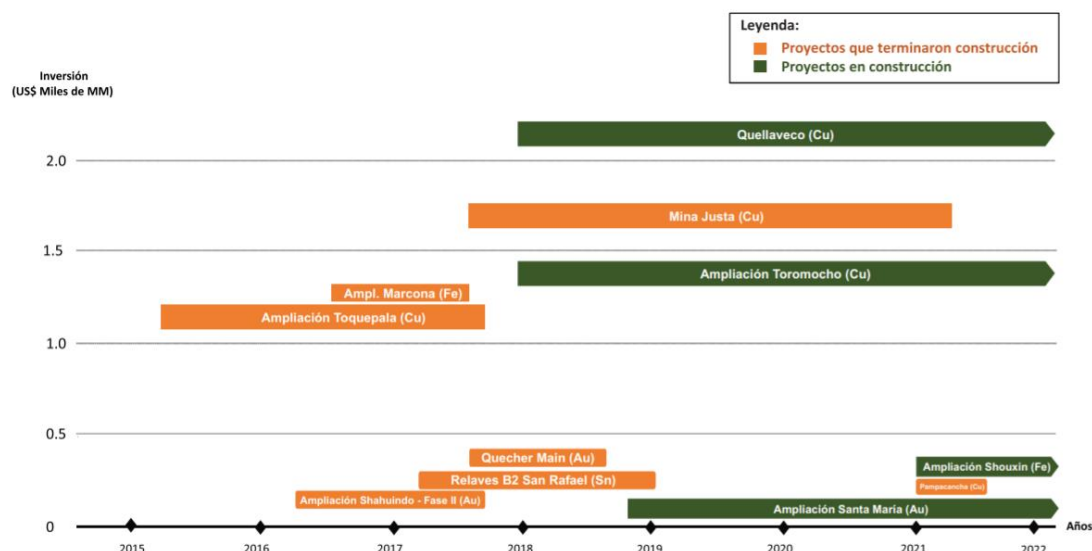 Leyenda:
Proyectos que terminaron construcción
Proyectos en construcción
Inversión
(US$ Miles de MM)
Quellaveco (Cu)
2.0
Mina Justa (Cu)
1.5
Ampliación Toromocho (Cu)
Ampl. Marcona (Fe)
Ampliación Toquepala (Cu)
1.0
0.5
Quecher Main (Au)
Ampliación Shouxin (Fe)
Relaves B2 San Rafael (Sn)
Pampacancha (Cu)
Ampliación Shahuindo - Fase II (Au)
Ampliación Santa María (Au)
0
Años
2015 2016 2017 2018 2019 2020 2021 2022